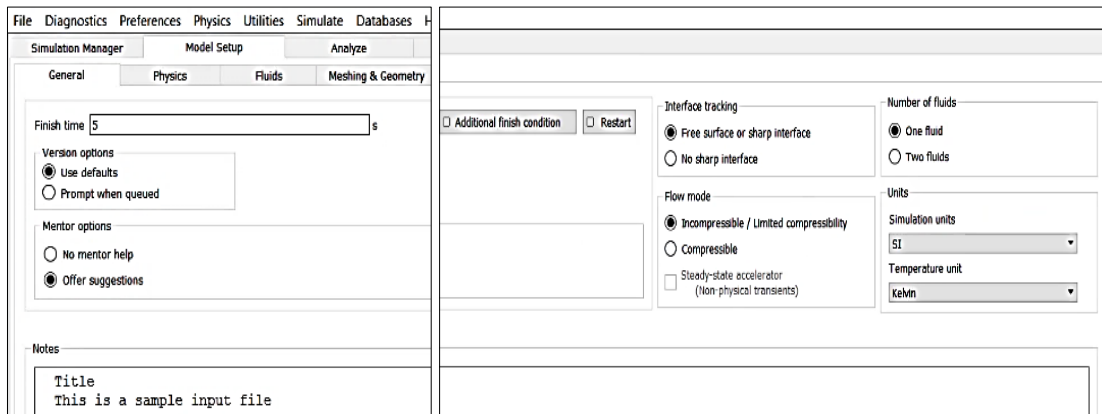 File Diagnostics Preferences Physics Utilities Simulate Databases H
Simulation Manager Model Setup Analyze
General Physics Fluids Meshing & Geometry
Finish time 5 s
Additional finish condition Restart
Version options
Use defaults
Prompt when queued
Mentor options
No mentor help
Offer suggestions
Interface tracking
Free surface or sharp interface
No sharp interface
Number of fluids
One fluid
Two fluids
Flow mode
Incompressible / Limited compressibility
Compressible
Steady-state accelerator
(Non-physical transients)
Units
Simulation units
SI
Temperature unit
Kelvin
Notes
Title
This is a sample input file